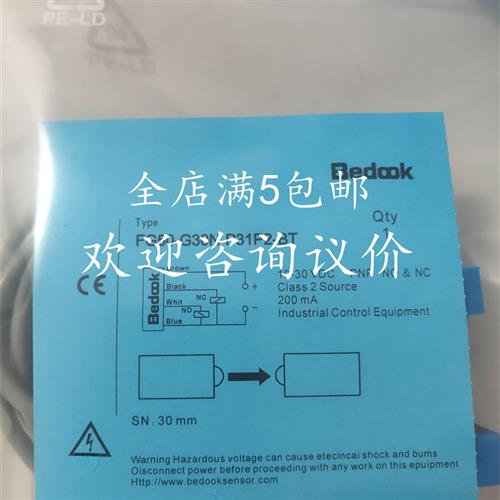 PE-LD
Bedook
全店满5包邮
Type
Qty
1
欢迎咨询议价
Bedook
Brown
Black
Whit
Blue
NC
NO
+
-
10-30 VDC PNP NO & NC
Class 2 Source
200 mA
Industrial Control Equipment
CE
SN: 30 mm
Warning Hazardous voltage can cause etecincai shock and bums
Oisconnect power before proceeding with any work on this epuipment
Http://www.bedooksensor.com